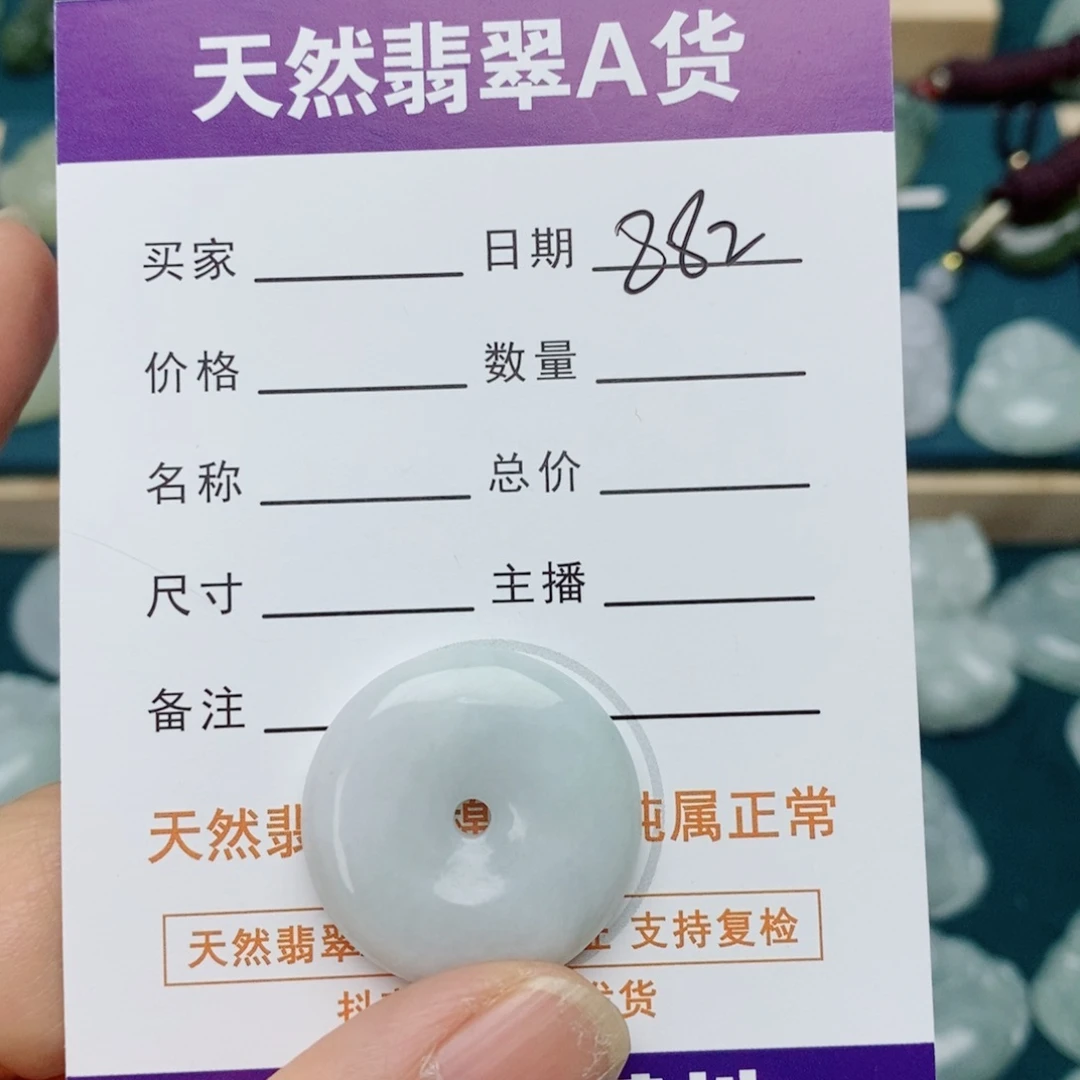 天然翡翠A货
买家 日期 882
价格 数量
名称 总价
尺寸 主播
备注
天然翡 属正常
天然翡翠 支持复检
货